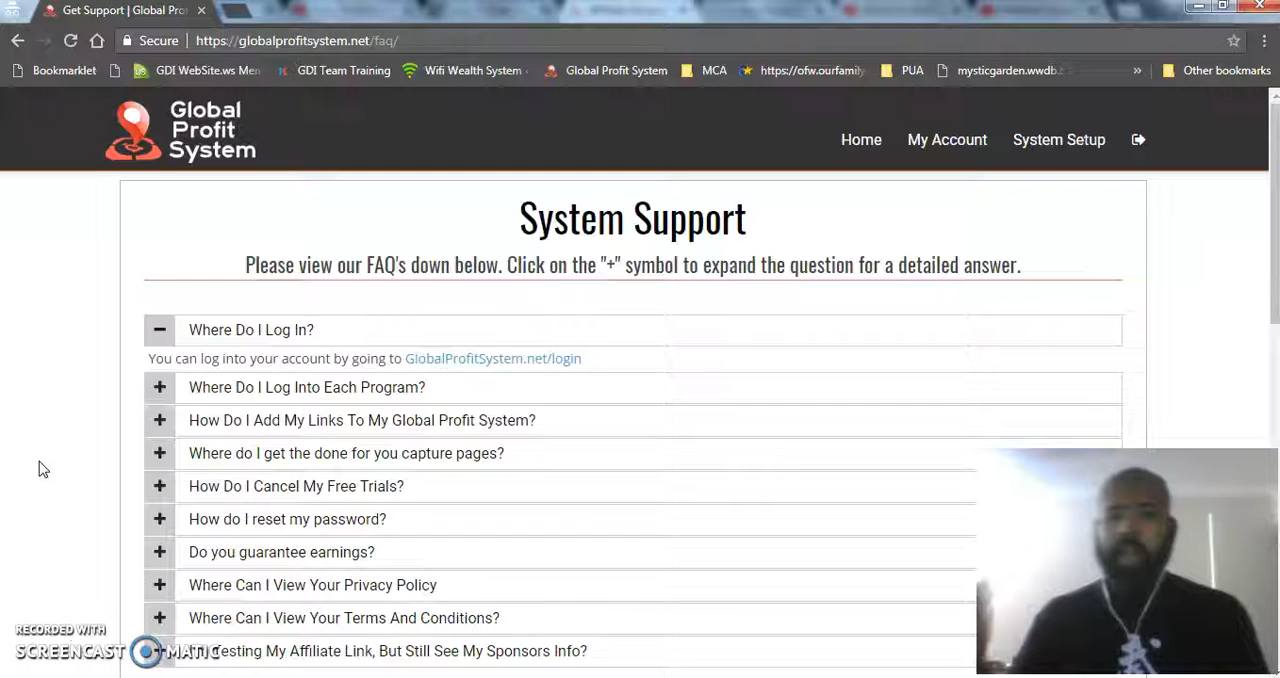 Get Support | Global Pro
Secure
https://globalprofitsystem.net/faq/
Bookmarklet
GDI WebSite.ws Me
GDI Team Training
Wifi Wealth System
Global Profit System
MCA
https://ofw.ourfamily
PUA
mysticgarden.wwdb.
»
Other bookmarks
Global
Profit
System
Home
My Account
System Setup
System Support
Please view our FAQ's down below. Click on the "+" symbol to expand the question for a detailed answer.
Where Do I Log In?
You can log into your account by going to GlobalProfitSystem.net/login
Where Do I Log Into Each Program?
How Do I Add My Links To My Global Profit System?
Where do I get the done for you capture pages?
How Do I Cancel My Free Trials?
How do I reset my password?
Do you guarantee earnings?
Where Can I View Your Privacy Policy
Where Can I View Your Terms And Conditions?
Testing My Affiliate Link, But Still See My Sponsors Info?
RECORDED WITH
SCREENCAST MATIC